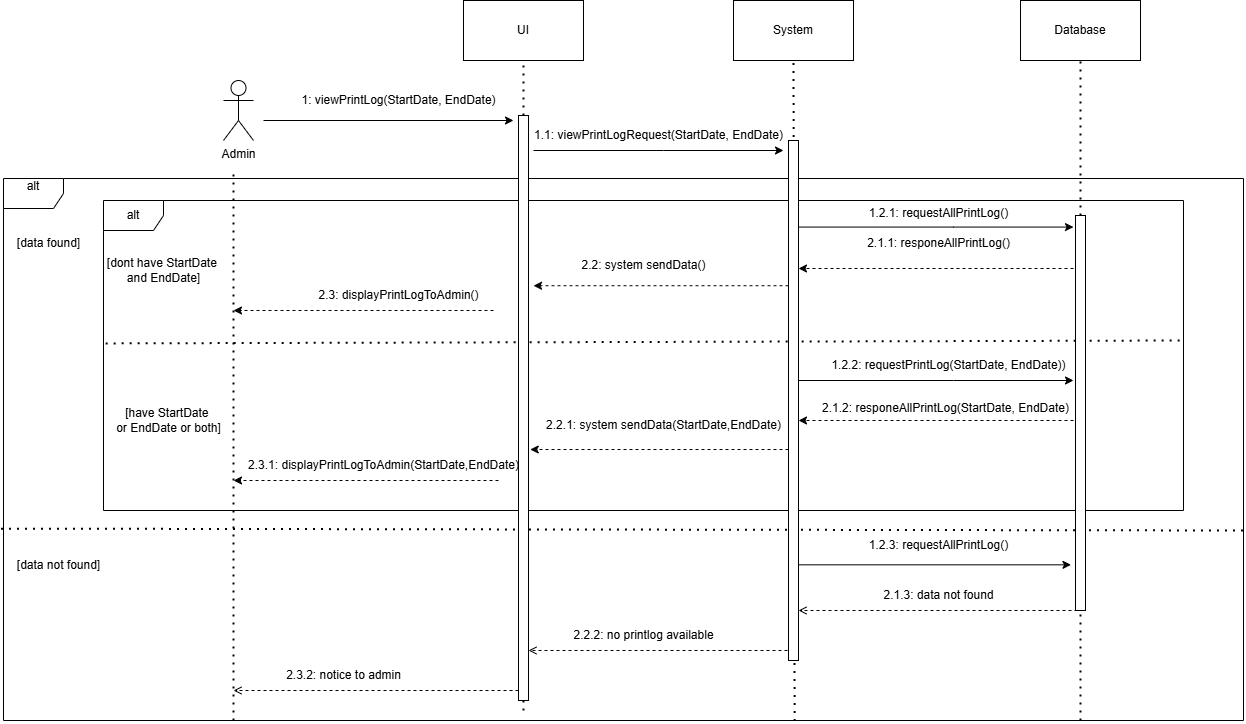 UI
System
Database
1: viewPrintLog(StartDate, EndDate)
1.1: viewPrintLogRequest(StartDate, EndDate)
Admin
alt
alt
1.2.1: requestAllPrintLog()
[data found]
2.1.1: responeAllPrintLog()
[dont have StartDate
and EndDate]
2.2: system sendData()
2.3: displayPrintLogToAdmin()
1.2.2: requestPrintLog(StartDate, EndDate))
[have StartDate
or EndDate or both]
2.1.2: responeAllPrintLog(StartDate, EndDate)
2.2.1: system sendData(StartDate,EndDate)
2.3.1: displayPrintLogToAdmin(StartDate,EndDate)
1.2.3: requestAllPrintLog()
[data not found]
2.1.3: data not found
2.2.2: no printlog available
2.3.2: notice to admin